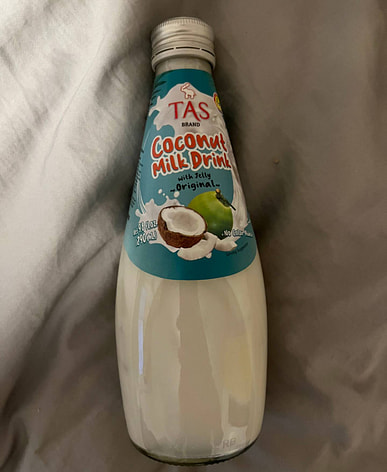 TAS
BRAND
Coconut
Milk Drink
With Jelly
Original
290 ML